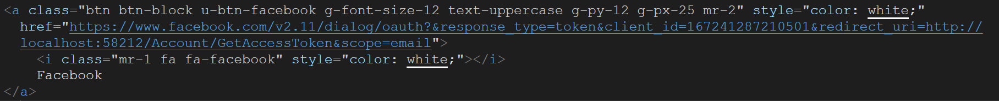 <a class="btn btn-block u-btn-facebook g-font-size-12 text-uppercase g-py-12 g-px-25 mr-2" style="color: white;"
href="https://www.facebook.com/v2.11/dialog/oauth?&response_type=token&client_id=167241287210501&redirect_uri=http://
localhost:58212/Account/GetAccessToken&scope=email">
<i class="mr-1 fa fa-facebook" style="color: white;"></i>
Facebook
</a>